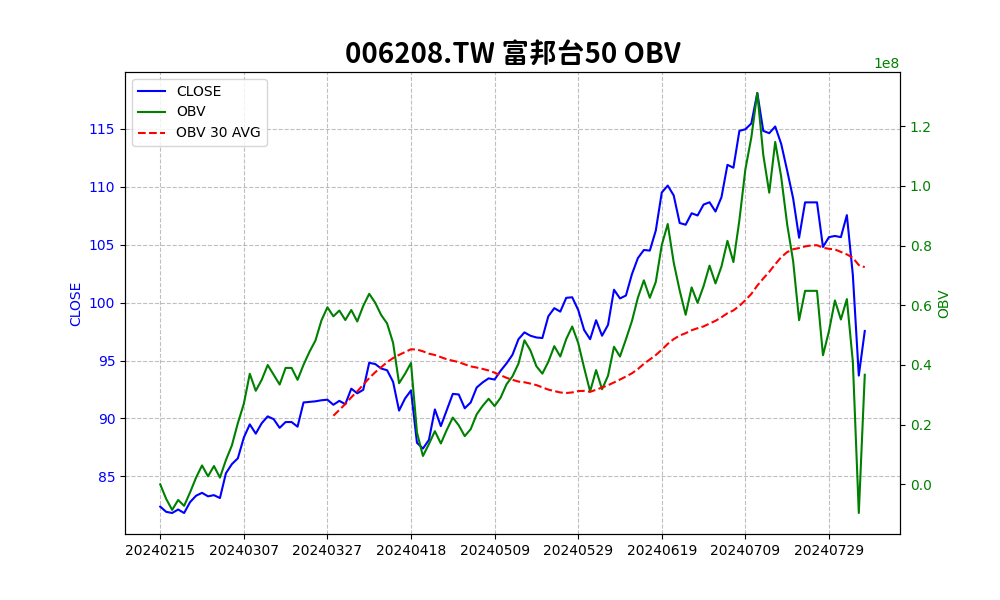 006208.TW 富邦台50 OBV
1e8
CLOSE
OBV
OBV 30 AVG
115
110
105
100
95
90
85
CLOSE
1.2
1.0
0.8
0.6
0.4
0.2
0.0
OBV
20240215 20240307 20240327 20240418 20240509 20240529 20240619 20240709 20240729